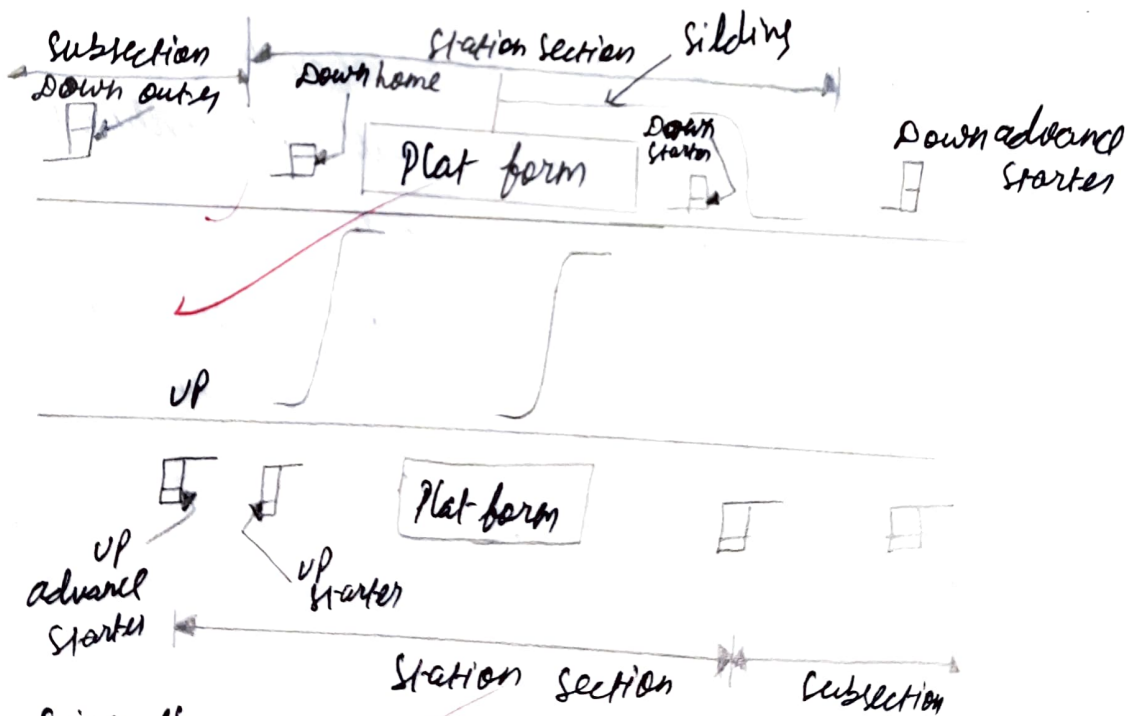 Subsection
Station section
Silding
Down outer
Down home
Plat form
Down
Starter
Down advance
Starter
UP
Plat form
UP
advance
Starter
UP
Starter
Station section
Subsection